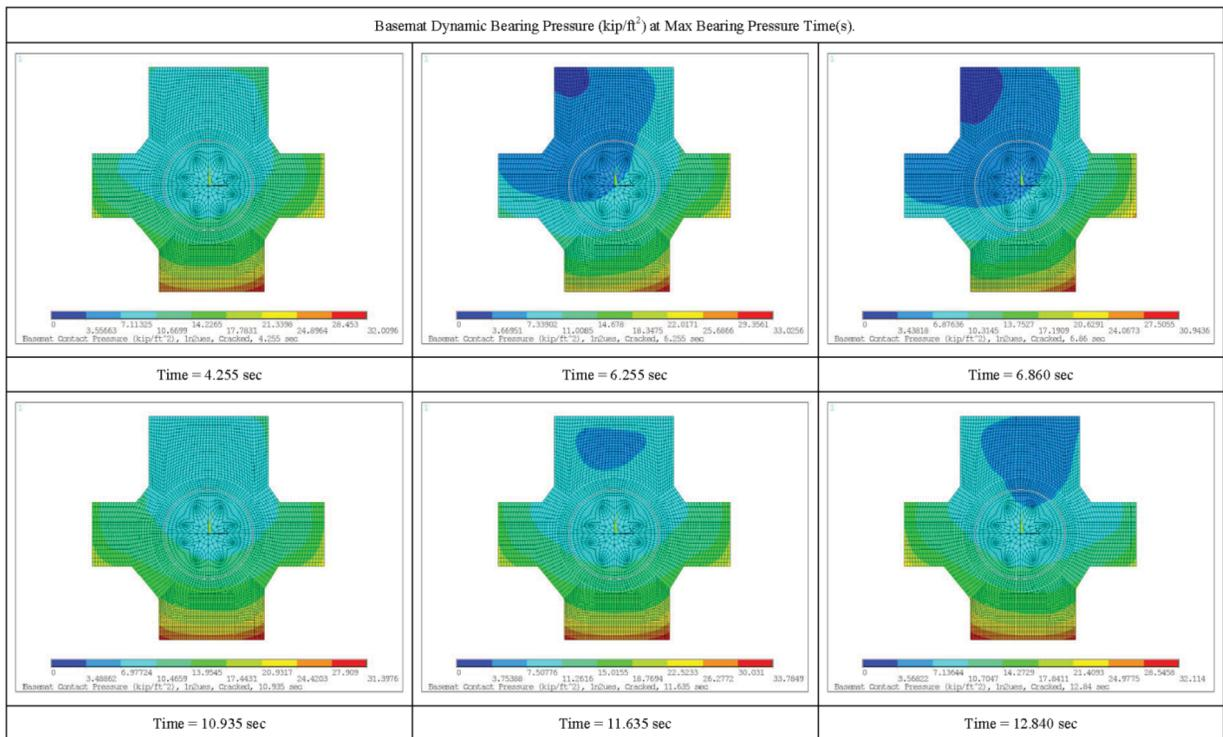 Basemat Dynamic Bearing Pressure (kip/ft²) at Max Bearing Pressure Time(s).
1
0 7.11325 14.2265 21.3398 28.453
3.55663 10.6699 17.7831 24.8964 32.0096
Basemat Contact Pressure (kip/ft^2), ln2ues, Cracked, 4.255 sec
1
0 7.33902 14.678 22.0171 29.3561
3.66951 11.0085 18.3475 25.6866 33.0256
Basemat Contact Pressure (kip/ft^2), ln2ues, Cracked, 6.255 sec
1
0 6.87636 13.7527 20.6291 27.5055
3.43818 10.3145 17.1909 24.0673 30.9436
Basemat Contact Pressure (kip/ft^2), ln2ues, Cracked, 6.86 sec
Time = 4.255 sec
Time = 6.255 sec
Time = 6.860 sec
1
0 6.97724 13.9545 20.9317 27.909
3.48862 10.4659 17.4431 24.4203 31.3976
Basemat Contact Pressure (kip/ft^2), ln2ues, Cracked, 10.935 sec
1
0 7.50776 15.0155 22.5233 30.031
3.75388 11.2616 18.7694 26.2772 33.7849
Basemat Contact Pressure (kip/ft^2), ln2ues, Cracked, 11.635 sec
1
0 7.13644 14.2729 21.4093 28.5458
3.56822 10.7047 17.8411 24.9775 32.114
Basemat Contact Pressure (kip/ft^2), ln2ues, Cracked, 12.84 sec
Time = 10.935 sec
Time = 11.635 sec
Time = 12.840 sec